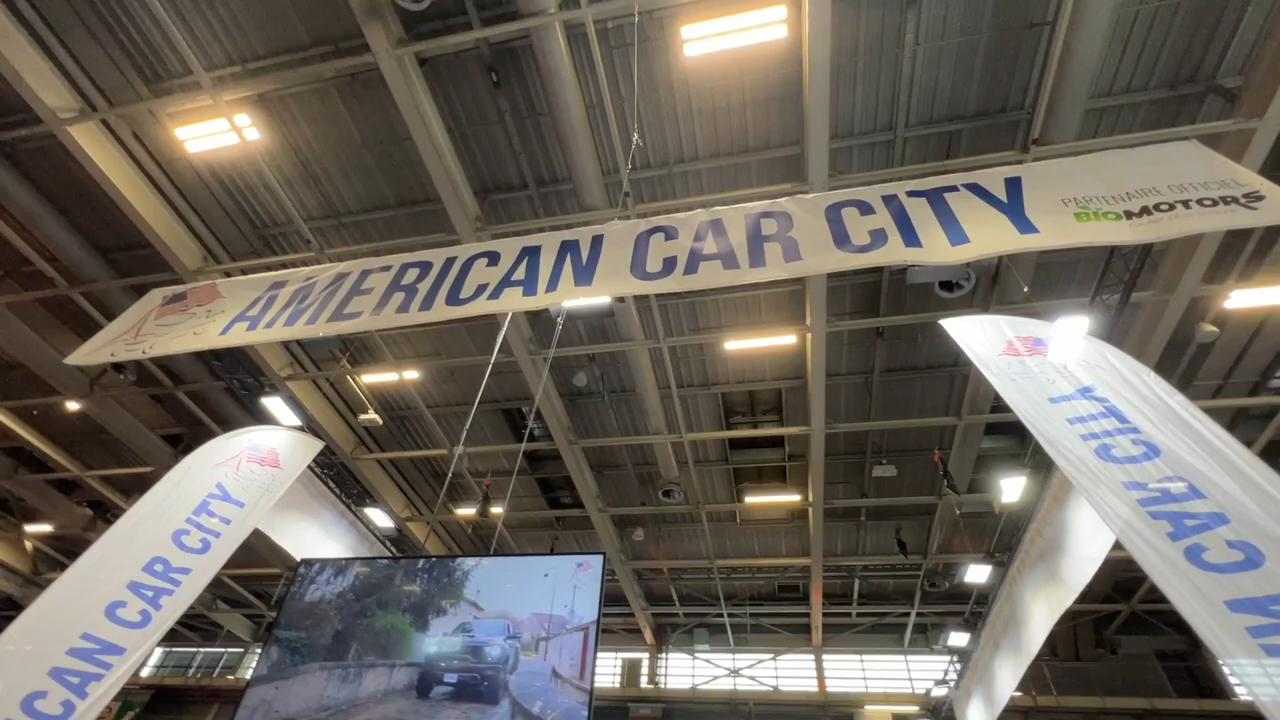 AMERICAN CAR CITY
PARTENAIRE OFFICIEL
BIOMOTORS
CAN CAR CITY
CAR CITY